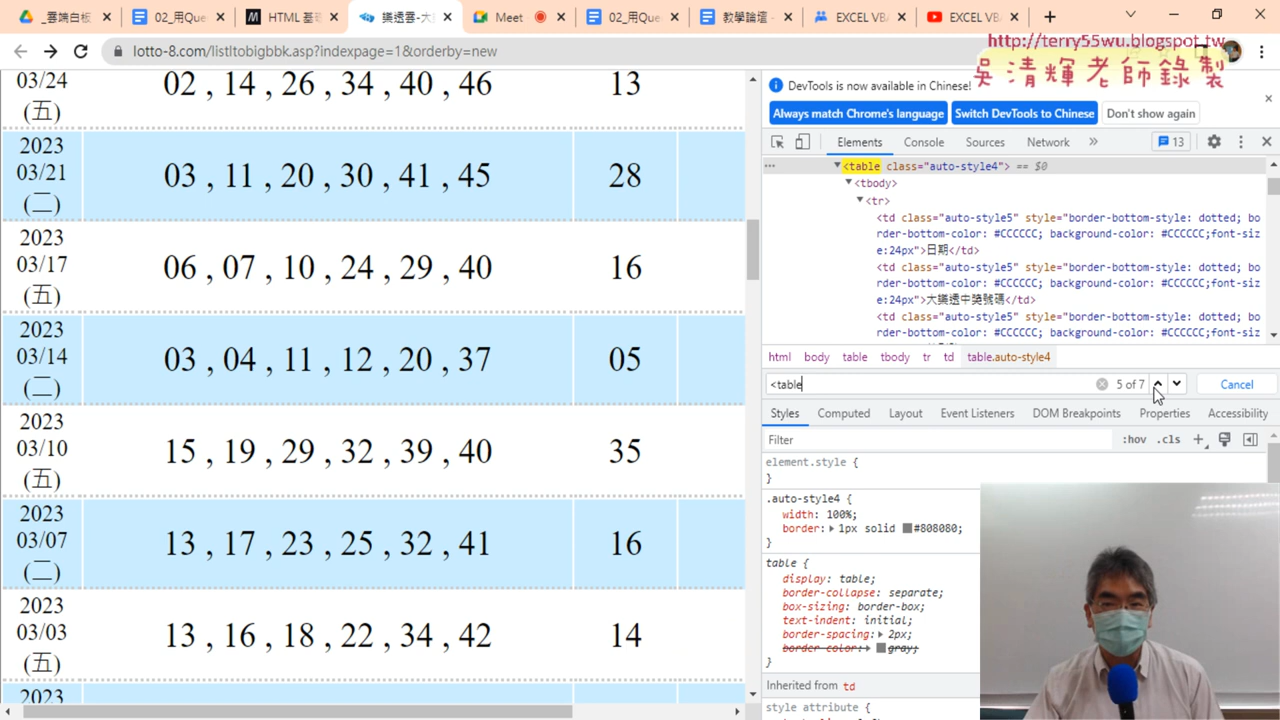 _雲端白板
02_用Que
HTML 基礎
樂透雲-大
Meet
02_用Que
教學論壇 -
EXCEL VB
EXCEL VB
lotto-8.com/listltobigbbk.asp?indexpage=1&orderby=new
http://terry55wu.blogspot.tw
吳清輝老師錄製
03/24
(五)
02 , 14 , 26 , 34 , 40 , 46
13
2023
03/21
(二)
03 , 11 , 20 , 30 , 41 , 45
28
2023
03/17
(五)
06 , 07 , 10 , 24 , 29 , 40
16
2023
03/14
(二)
03 , 04 , 11 , 12 , 20 , 37
05
2023
03/10
(五)
15 , 19 , 29 , 32 , 39 , 40
35
2023
03/07
(二)
13 , 17 , 23 , 25 , 32 , 41
16
2023
03/03
(五)
13 , 16 , 18 , 22 , 34 , 42
14
2023
DevTools is now available in Chinese!
Always match Chrome's language
Switch DevTools to Chinese
Don't show again
Elements
Console
Sources
Network
13
<table class="auto-style4"> == $0
<tbody>
<tr>
<td class="auto-style5" style="border-bottom-style: dotted; bo
rder-bottom-color: #CCCCCC; background-color: #CCCCCC;font-siz
e:24px">日期</td>
<td class="auto-style5" style="border-bottom-style: dotted; bo
rder-bottom-color: #CCCCCC; background-color: #CCCCCC;font-siz
e:24px">大樂透中獎號碼</td>
<td class="auto-style5" style="border-bottom-style: dotted; bo
rder-bottom-color: #CCCCCC; background-color: #CCCCCC;font-siz
html body table tbody tr td table.auto-style4
<table
5 of 7
Cancel
Styles
Computed
Layout
Event Listeners
DOM Breakpoints
Properties
Accessibility
Filter
:hov
.cls
element.style {
}
.auto-style4 {
width: 100%;
border: 1px solid #808080;
}
table {
display: table;
border-collapse: separate;
box-sizing: border-box;
text-indent: initial;
border-spacing: 2px;
border-color: gray;
}
Inherited from td
style attribute {